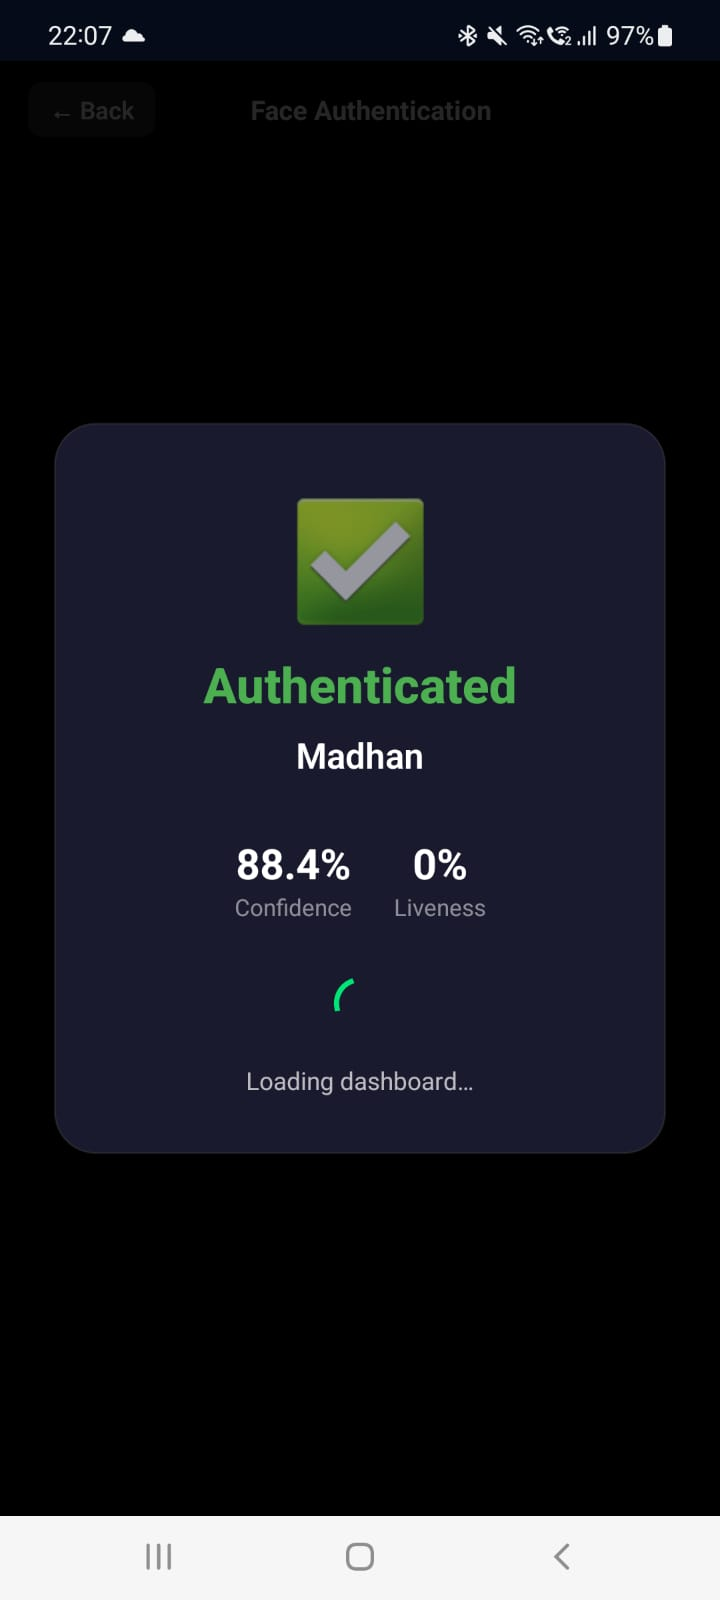 22:07 97%
← Back Face Authentication
Authenticated
Madhan
88.4% 0%
Confidence Liveness
Loading dashboard...